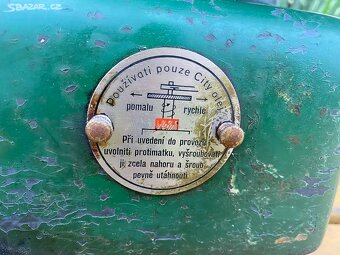 SBAZAR.CZ
Používati pouze City olej
pomalu rychle
Při uvedení do provozu
uvolniti protimatku, vyšroubovati
ji zcela nahoru a šroub
pevně utáhnouti